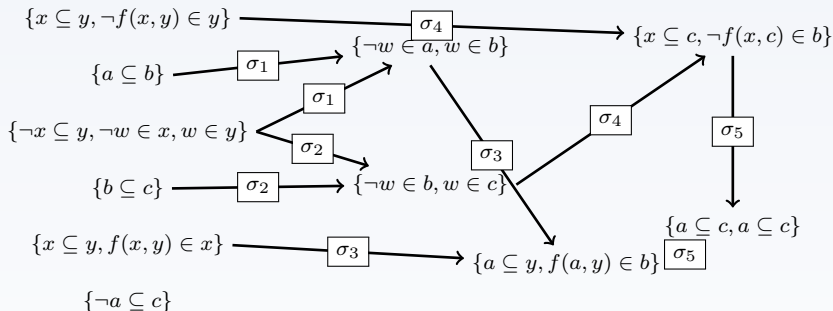 {x ⊆ y, ¬f(x, y) ∈ y}
σ₄
{x ⊆ c, ¬f(x, c) ∈ b}
{¬w ∈ a, w ∈ b}
{a ⊆ b}
σ₁
σ₁
σ₄
{¬x ⊆ y, ¬w ∈ x, w ∈ y}
σ₂
σ₃
σ₅
{b ⊆ c}
σ₂
{¬w ∈ b, w ∈ c}
{a ⊆ c, a ⊆ c}
{x ⊆ y, f(x, y) ∈ x}
σ₃
{a ⊆ y, f(a, y) ∈ b}
σ₅
{¬a ⊆ c}